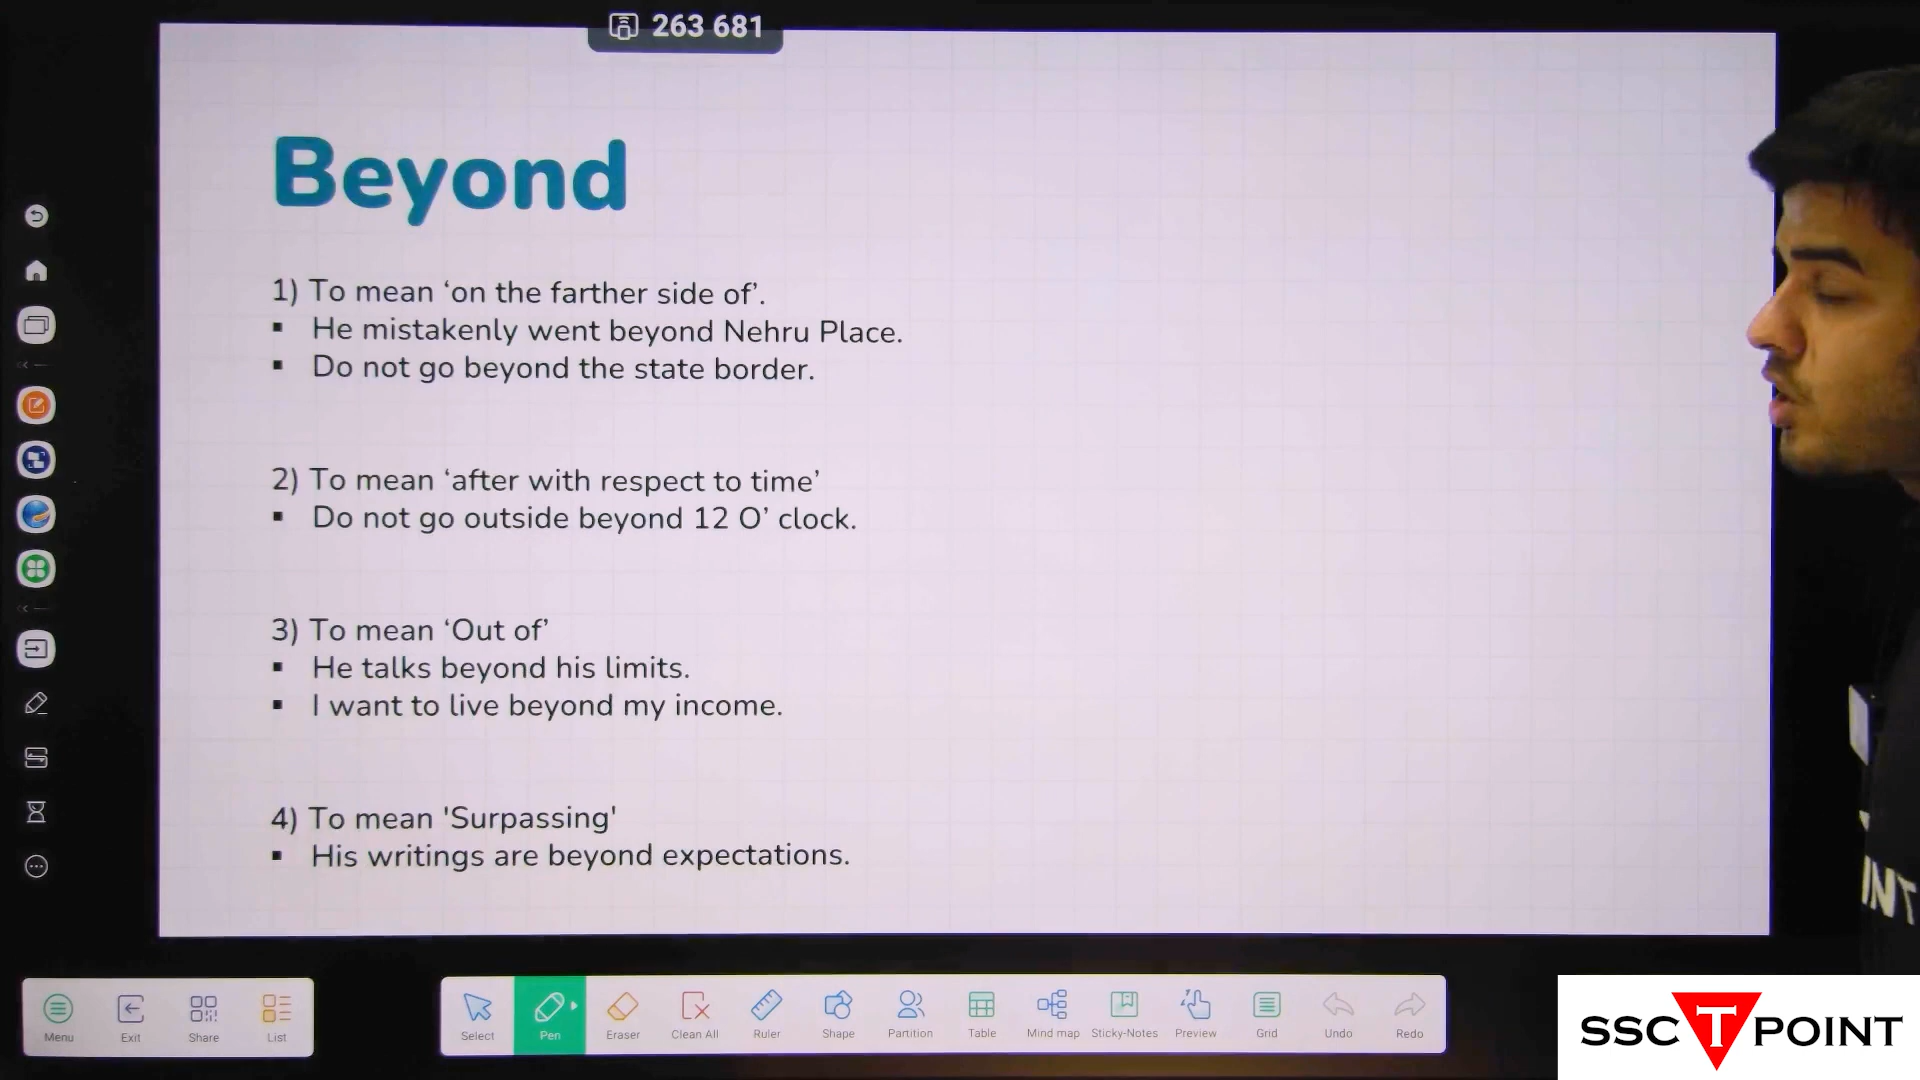 263 681
Beyond
1) To mean ‘on the farther side of’.
▪ He mistakenly went beyond Nehru Place.
▪ Do not go beyond the state border.
2) To mean ‘after with respect to time’
▪ Do not go outside beyond 12 O’ clock.
3) To mean ‘Out of’
▪ He talks beyond his limits.
▪ I want to live beyond my income.
4) To mean 'Surpassing'
▪ His writings are beyond expectations.
INT
Menu Exit Share List
Select Pen Eraser Clean All Ruler Shape Partition Table Mind map Sticky-Notes Preview Grid Undo Redo
SSC T POINT